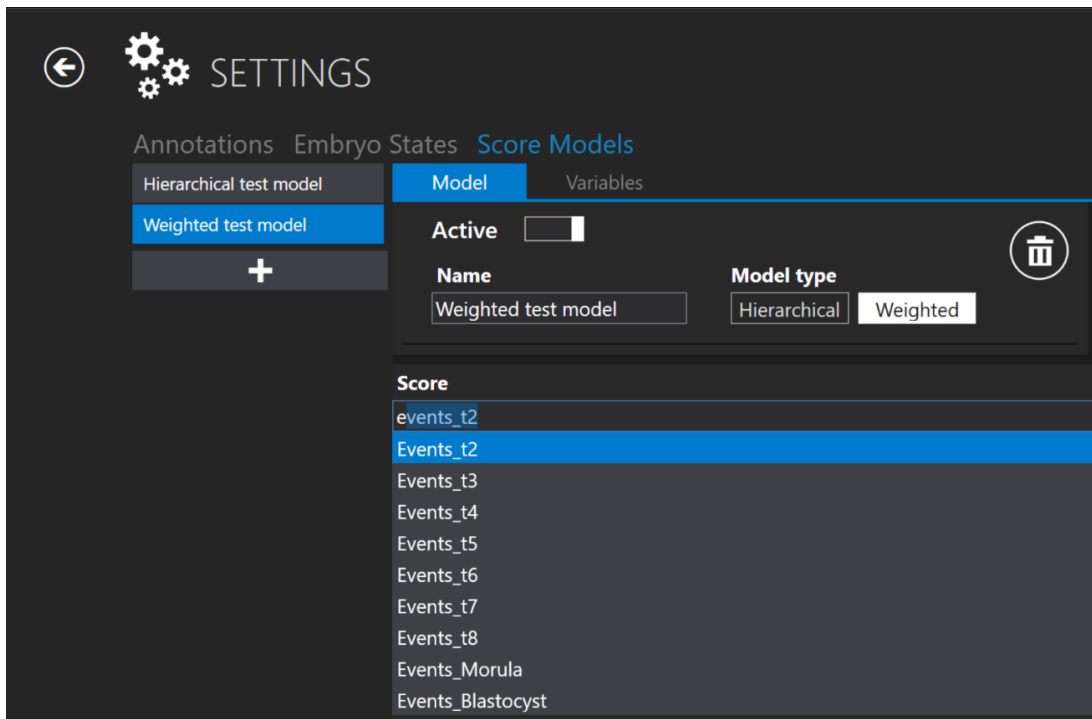 SETTINGS
Annotations Embryo States Score Models
Hierarchical test model
Model Variables
Weighted test model
Active
+
Name Model type
Weighted test model Hierarchical Weighted
Score
events_t2
Events_t2
Events_t3
Events_t4
Events_t5
Events_t6
Events_t7
Events_t8
Events_Morula
Events_Blastocyst